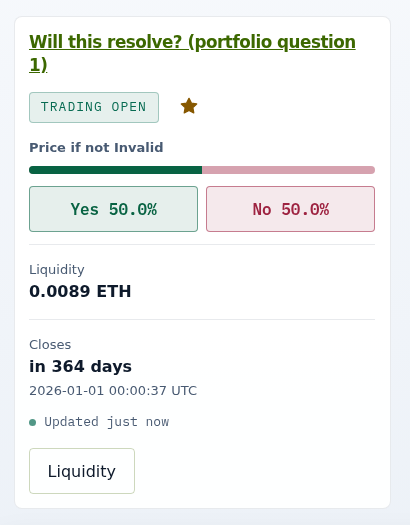 Will this resolve? (portfolio question
1)
TRADING OPEN
Price if not Invalid
Yes 50.0%
No 50.0%
Liquidity
0.0089 ETH
Closes
in 364 days
2026-01-01 00:00:37 UTC
Updated just now
Liquidity